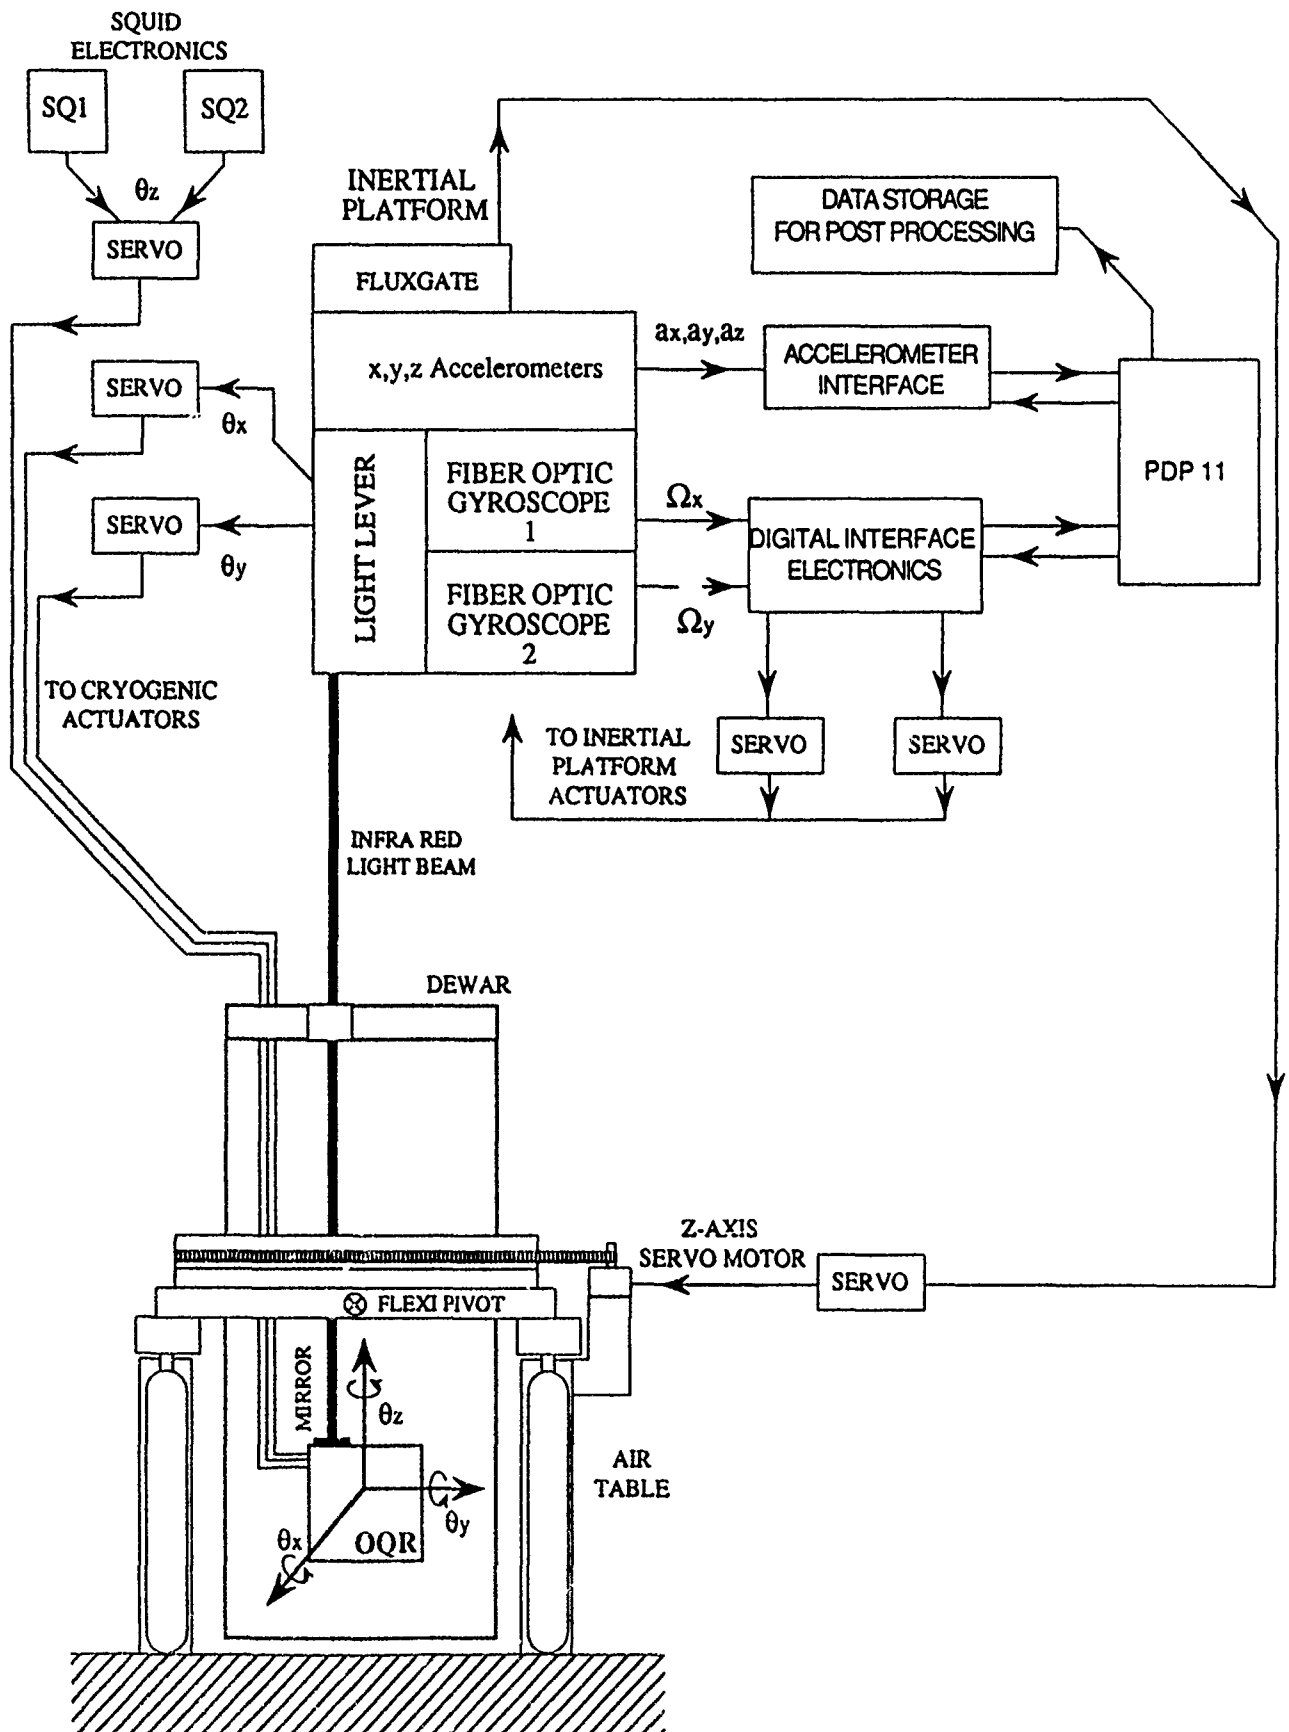 SQUID
ELECTRONICS
SQ1
SQ2
θz
SERVO
INERTIAL
PLATFORM
DATA STORAGE
FOR POST PROCESSING
FLUXGATE
x,y,z Accelerometers
ax,ay,az
ACCELEROMETER
INTERFACE
SERVO
θx
PDP 11
LIGHT LEVER
FIBER OPTIC
GYROSCOPE
1
Ωx
DIGITAL INTERFACE
ELECTRONICS
SERVO
θy
FIBER OPTIC
GYROSCOPE
2
Ωy
TO CRYOGENIC
ACTUATORS
TO INERTIAL
PLATFORM
ACTUATORS
SERVO
SERVO
INFRA RED
LIGHT BEAM
DEWAR
Z-AXIS
SERVO MOTOR
SERVO
FLEXI PIVOT
MIRROR
θz
AIR
TABLE
θy
θx
OQR